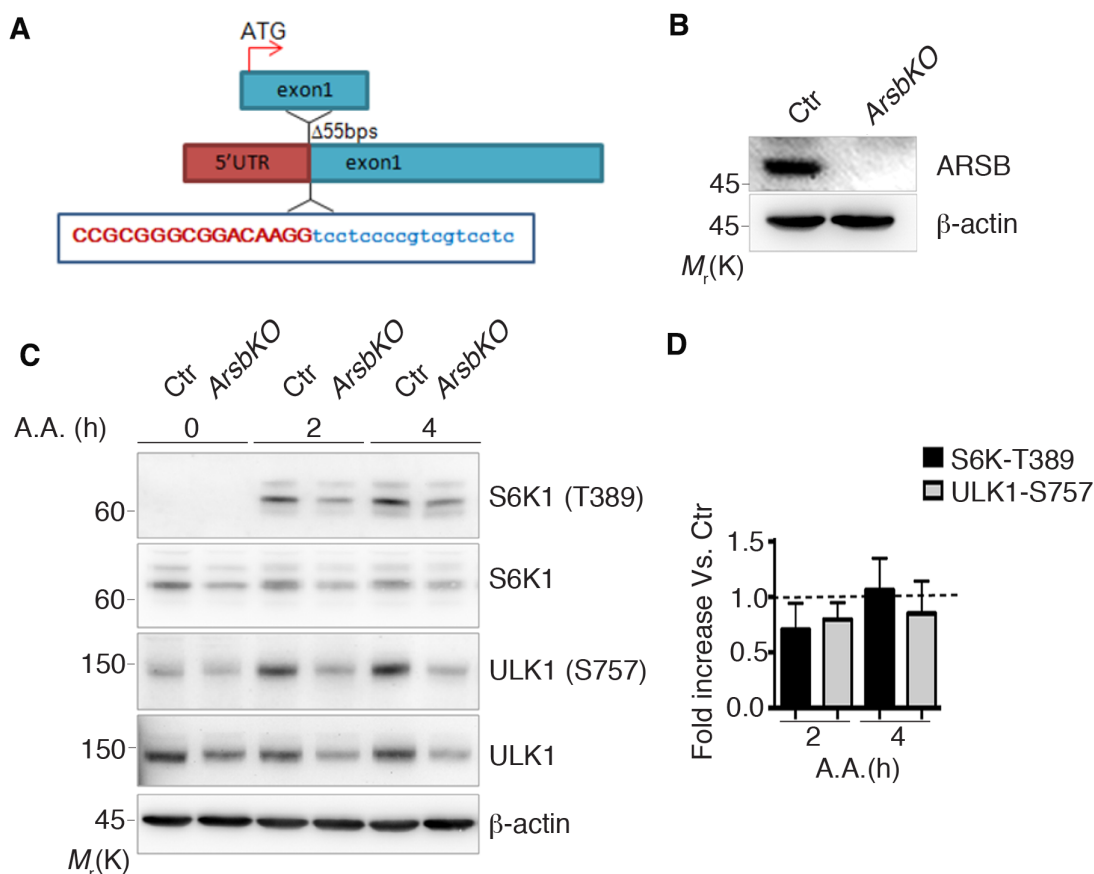 A
ATG
exon1
Δ55bps
5'UTR exon1
CCGCGGGCGGACAAGGtcctccccgtcgtcctc
B
Ctr ArsbKO
45 ARSB
45 β-actin
Mr(K)
C
Ctr ArsbKO Ctr ArsbKO Ctr ArsbKO
A.A. (h) 0 2 4
60 S6K1 (T389)
60 S6K1
150 ULK1 (S757)
150 ULK1
45 β-actin
Mr(K)
D
S6K-T389
ULK1-S757
Fold increase Vs. Ctr
1.5
1.0
0.5
0.0
2 4
A.A.(h)